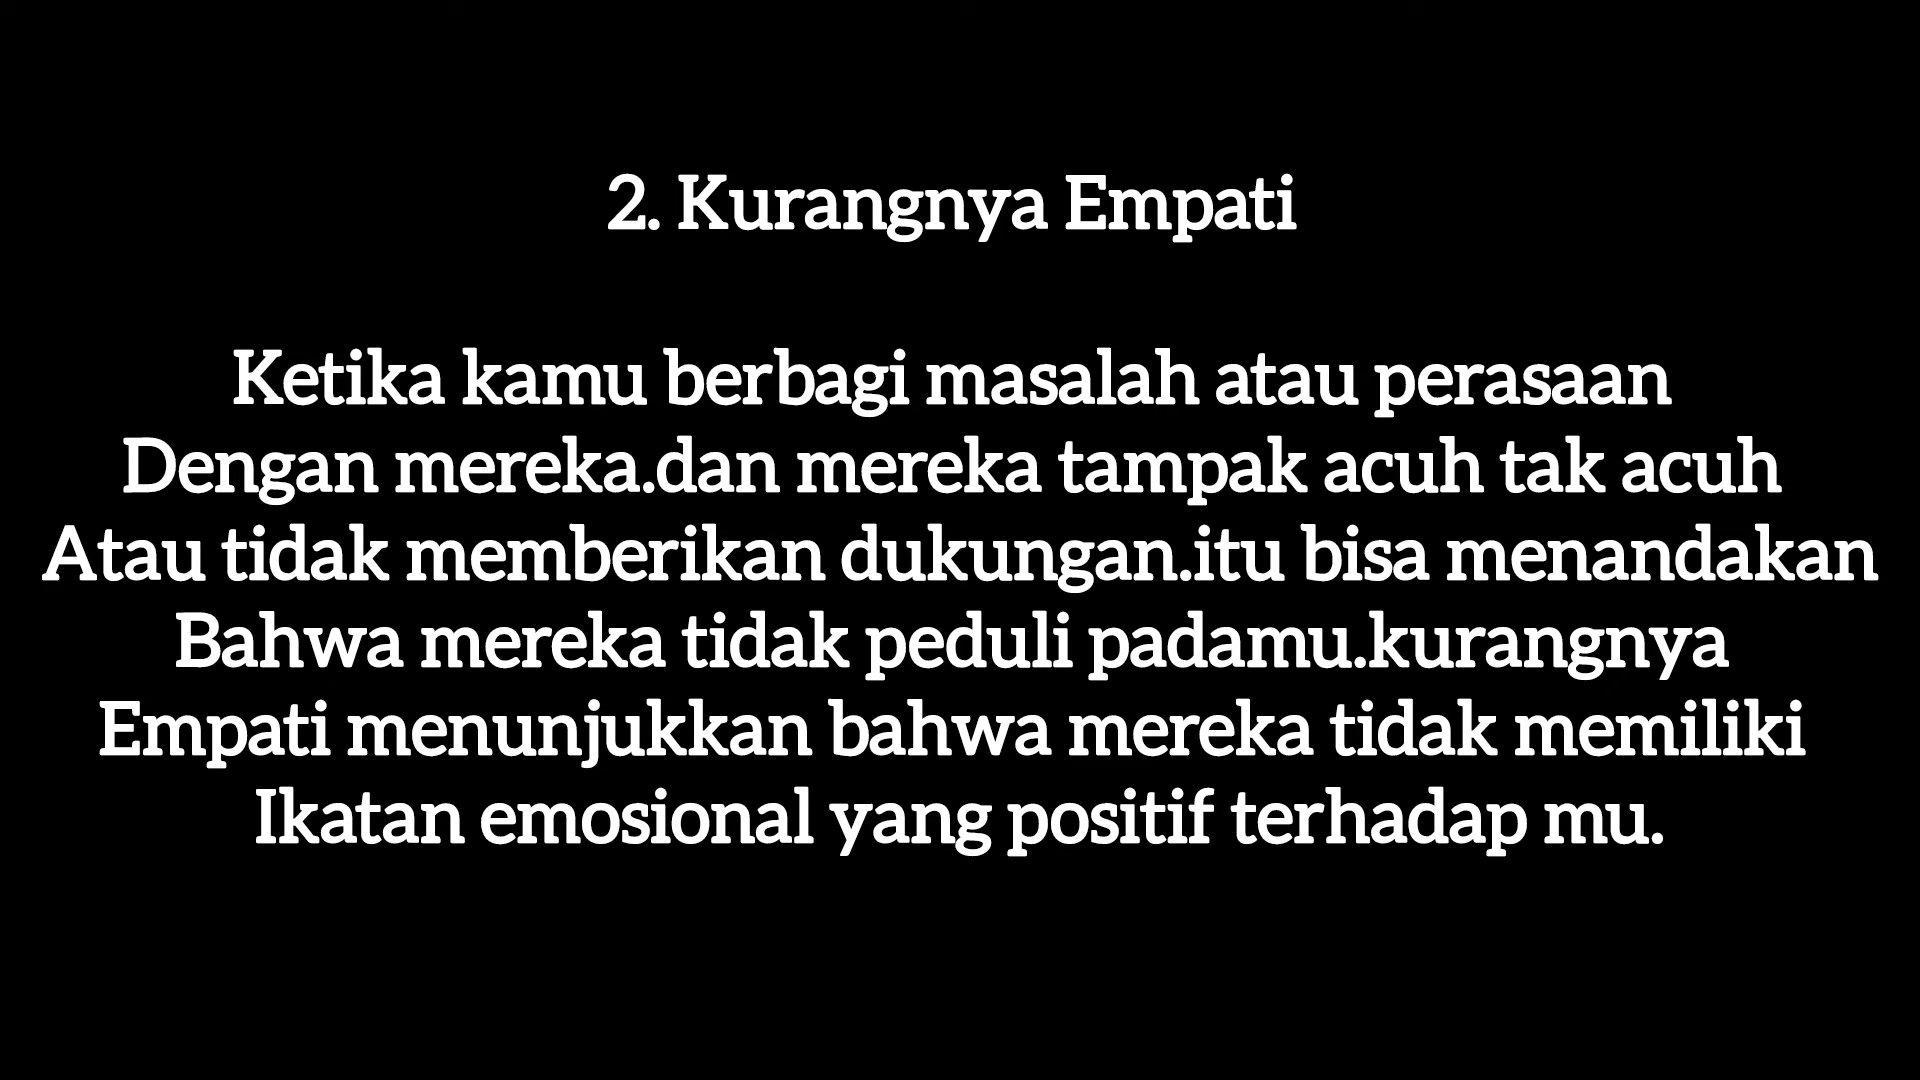 2. Kurangnya Empati
Ketika kamu berbagi masalah atau perasaan
Dengan mereka.dan mereka tampak acuh tak acuh
Atau tidak memberikan dukungan.itu bisa menandakan
Bahwa mereka tidak peduli padamu.kurangnya
Empati menunjukkan bahwa mereka tidak memiliki
Ikatan emosional yang positif terhadap mu.